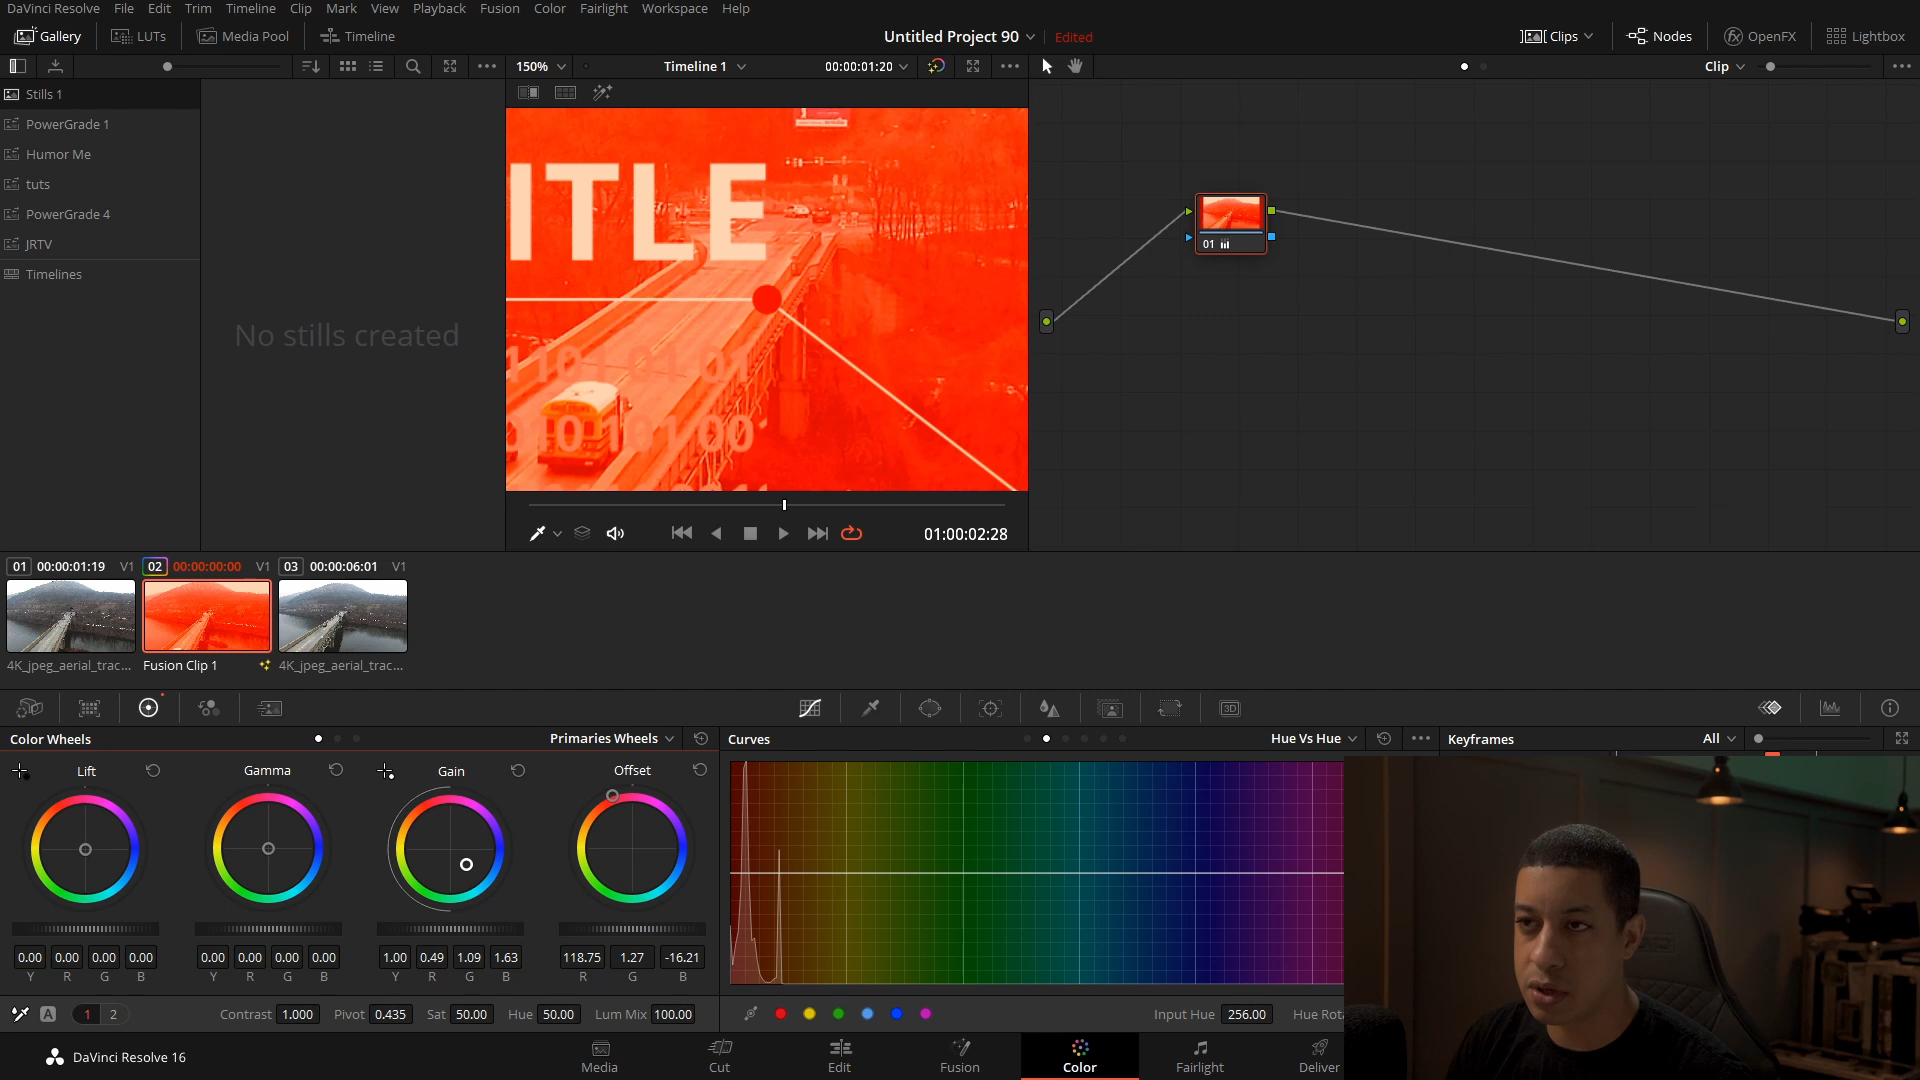 DaVinci Resolve File Edit Trim Timeline Clip Mark View Playback Fusion Color Fairlight Workspace Help
Gallery LUTs Media Pool Timeline Untitled Project 90 Edited Clips Nodes OpenFX Lightbox
150% Timeline 1 00:00:01:20 Clip
Stills 1
PowerGrade 1
Humor Me
tuts
PowerGrade 4
JRTV
Timelines
No stills created
ITLE
01
01:00:02:28
01 00:00:01:19 V1 02 00:00:00:00 V1 03 00:00:06:01 V1
4K_jpeg_aerial_trac... Fusion Clip 1 4K_jpeg_aerial_trac...
3D
Color Wheels Primaries Wheels Curves Hue Vs Hue Keyframes All
Lift Gamma Gain Offset
0.00 0.00 0.00 0.00 0.00 0.00 0.00 0.00 1.00 0.49 1.09 1.63 118.75 1.27 -16.21
Y R G B Y R G B Y R G B R G B
A 1 2 Contrast 1.000 Pivot 0.435 Sat 50.00 Hue 50.00 Lum Mix 100.00 Input Hue 256.00 Hue Rota
DaVinci Resolve 16 Media Cut Edit Fusion Color Fairlight Deliver